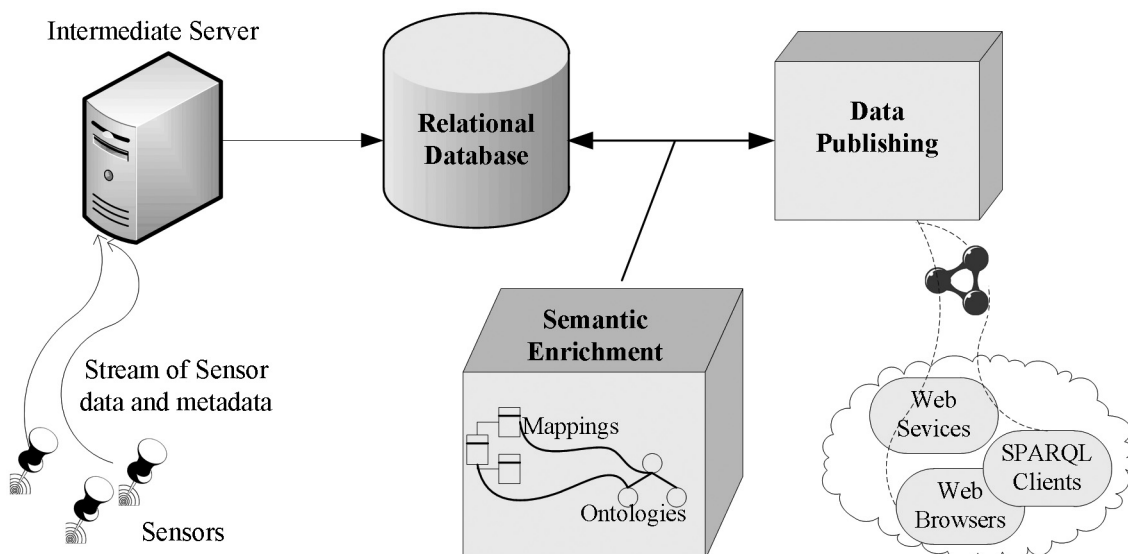 Intermediate Server
Relational
Database
Data
Publishing
Semantic
Enrichment
Stream of Sensor
data and metadata
Mappings
Ontologies
Sensors
Web
Sevices
SPARQL
Clients
Web
Browsers